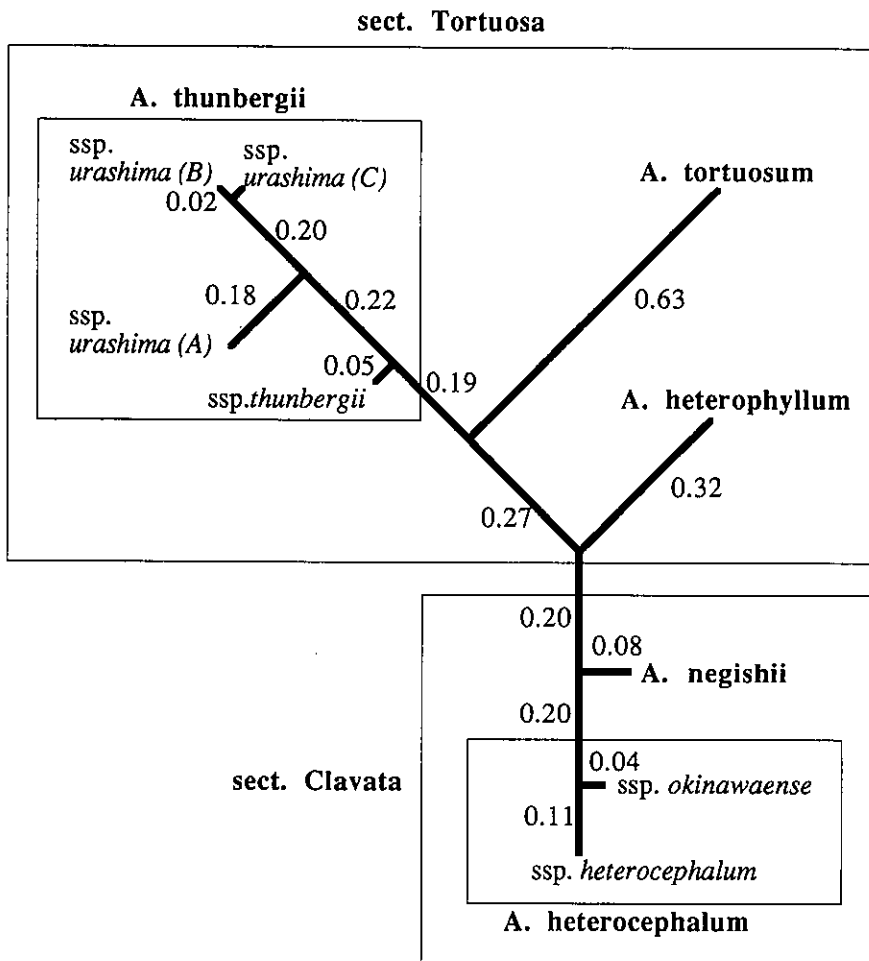 sect. Tortuosa
A. thunbergii
ssp.
urashima (B)
ssp.
urashima (C)
A. tortuosum
0.02
0.20
0.18
0.22
0.63
ssp.
urashima (A)
0.05
0.19
ssp.thunbergii
A. heterophyllum
0.32
0.27
0.20
0.08
A. negishii
0.20
sect. Clavata
0.04
ssp. okinawaense
0.11
ssp. heterocephalum
A. heterocephalum